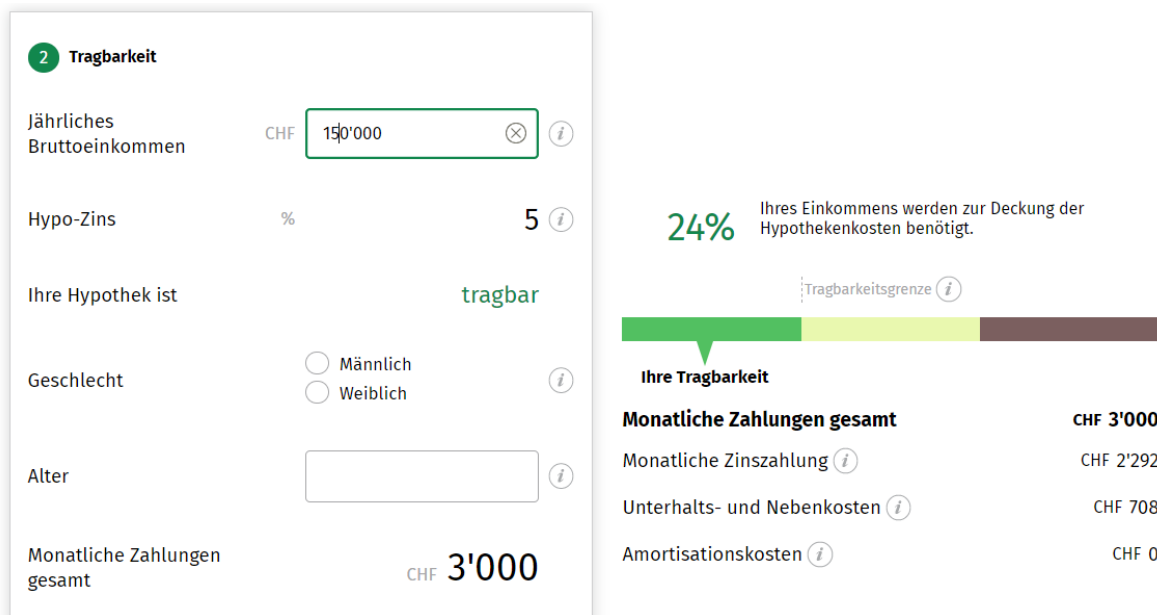 2 Tragbarkeit
Jährliches
Bruttoeinkommen
CHF 150'000
Hypo-Zins % 5
Ihre Hypothek ist tragbar
Geschlecht
Männlich
Weiblich
Alter
Monatliche Zahlungen
gesamt
CHF 3'000
24%
Ihres Einkommens werden zur Deckung der
Hypothekenkosten benötigt.
Tragbarkeitsgrenze
Ihre Tragbarkeit
Monatliche Zahlungen gesamt CHF 3'000
Monatliche Zinszahlung CHF 2'292
Unterhalts- und Nebenkosten CHF 708
Amortisationskosten CHF 0